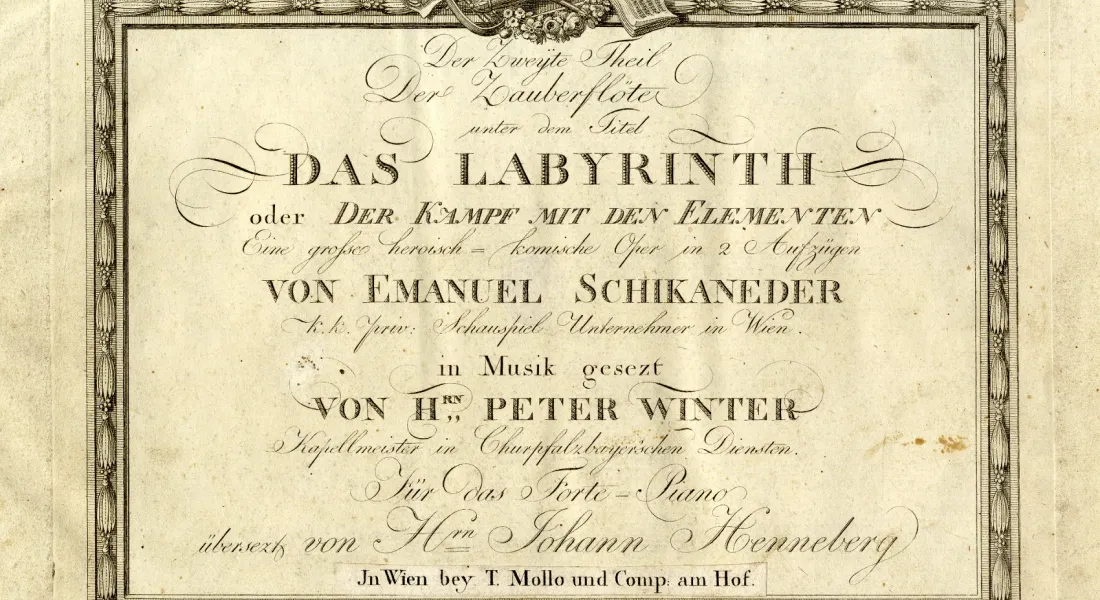 Der Zweÿte Theil
Der Zauberflöte
unter dem Titel
DAS LABYRINTH
oder DER KAMPF MIT DEN ELEMENTEN
Eine grosse heroisch = komische Oper in 2 Aufzügen
VON EMANUEL SCHIKANEDER
k. k. priv: Schauspiel Unternehmer in Wien.
in Musik gesezt
VON HRN,, PETER WINTER
Kapellmeister in Churpfalzbayer'schen Diensten.
Für das Forte-Piano
übersezt von Hrn Johann Henneberg
Jn Wien bey T. Mollo und Comp: am Hof.